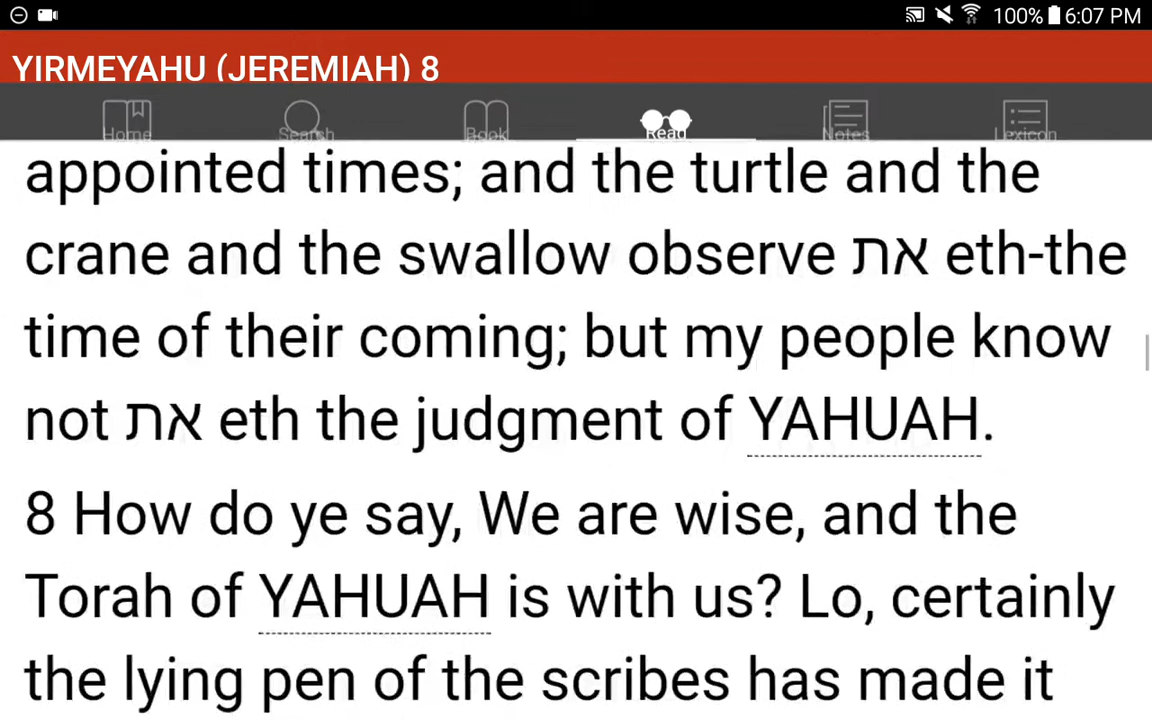 100% 6:07 PM
YIRMEYAHU (JEREMIAH) 8
Home Search Book Read Notes Lexicon
appointed times; and the turtle and the
crane and the swallow observe את eth-the
time of their coming; but my people know
not את eth the judgment of YAHUAH.
8 How do ye say, We are wise, and the
Torah of YAHUAH is with us? Lo, certainly
the lying pen of the scribes has made it